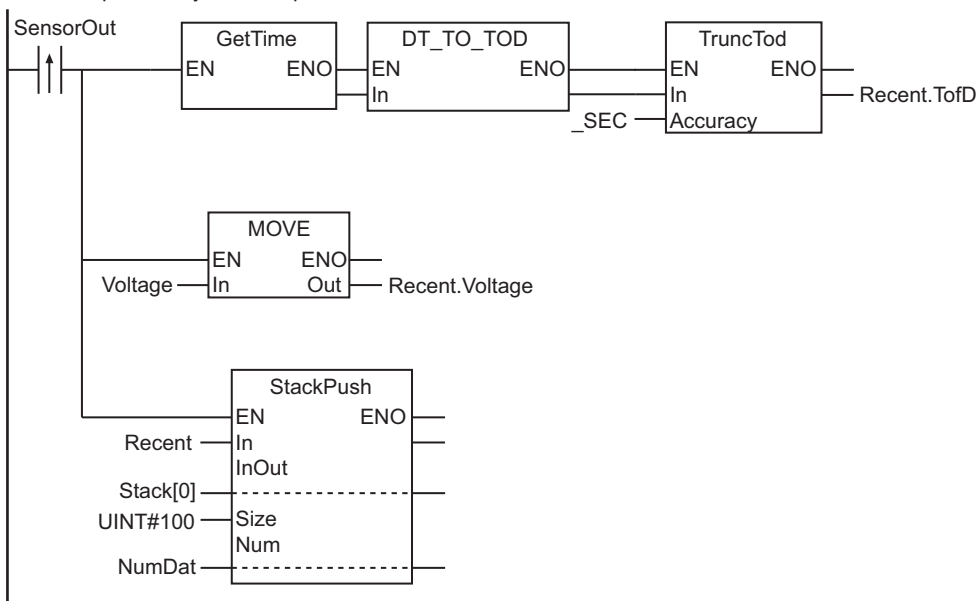 SensorOut
GetTime
EN ENO
DT_TO_TOD
EN ENO
In
TruncTod
EN ENO
In
_SEC Accuracy
Recent.TofD
MOVE
EN ENO
Voltage In Out Recent.Voltage
StackPush
EN ENO
Recent In
InOut
Stack[0]
UINT#100 Size
Num
NumDat